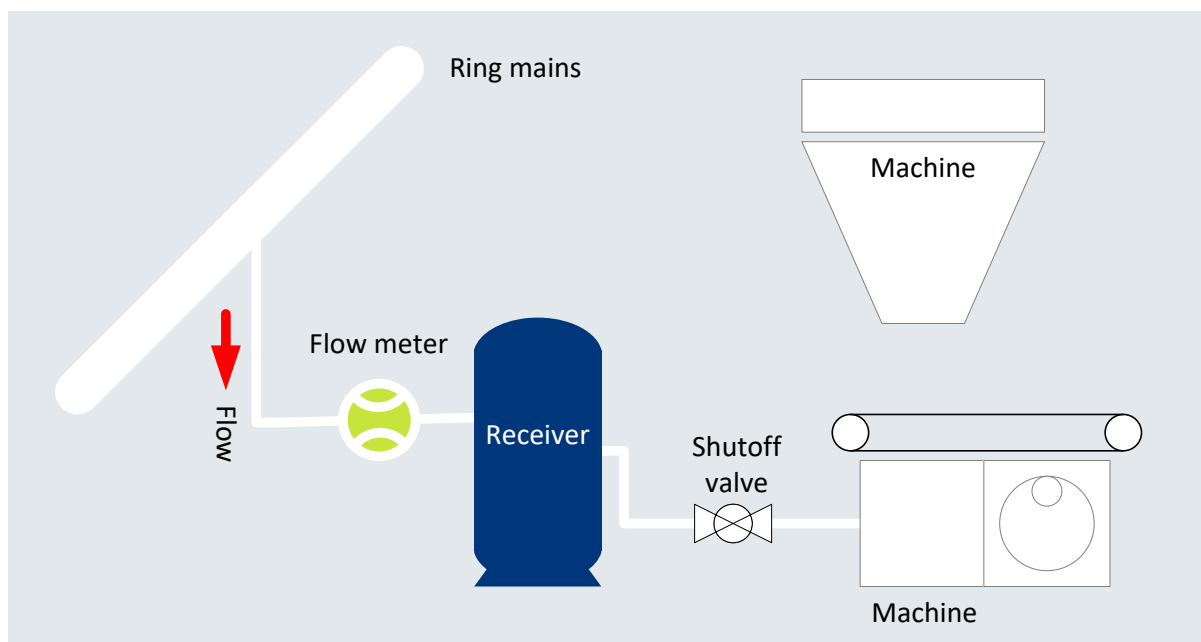 Ring mains
Machine
Flow meter
Flow
Receiver
Shutoff
valve
Machine